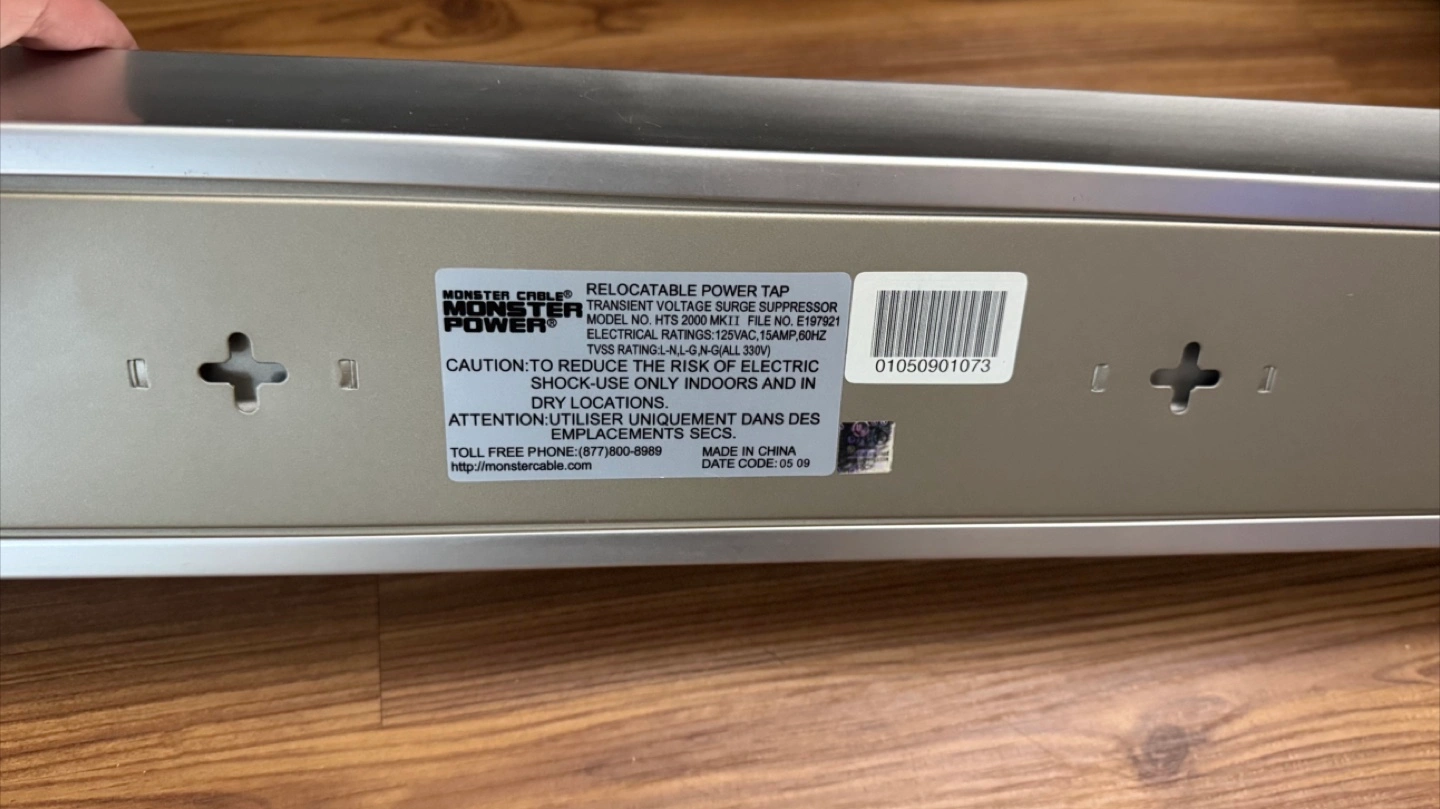 MONSTER CABLE®
MONSTER
POWER®
RELOCATABLE POWER TAP
TRANSIENT VOLTAGE SURGE SUPPRESSOR
MODEL NO. HTS 2000 MKII FILE NO. E197921
ELECTRICAL RATINGS:125VAC,15AMP,60HZ
TVSS RATING:L-N,L-G,N-G(ALL 330V)
CAUTION:TO REDUCE THE RISK OF ELECTRIC
SHOCK-USE ONLY INDOORS AND IN
DRY LOCATIONS.
ATTENTION:UTILISER UNIQUEMENT DANS DES
EMPLACEMENTS SECS.
TOLL FREE PHONE:(877)800-8989
http://monstercable.com
MADE IN CHINA
DATE CODE: 05 09
01050901073